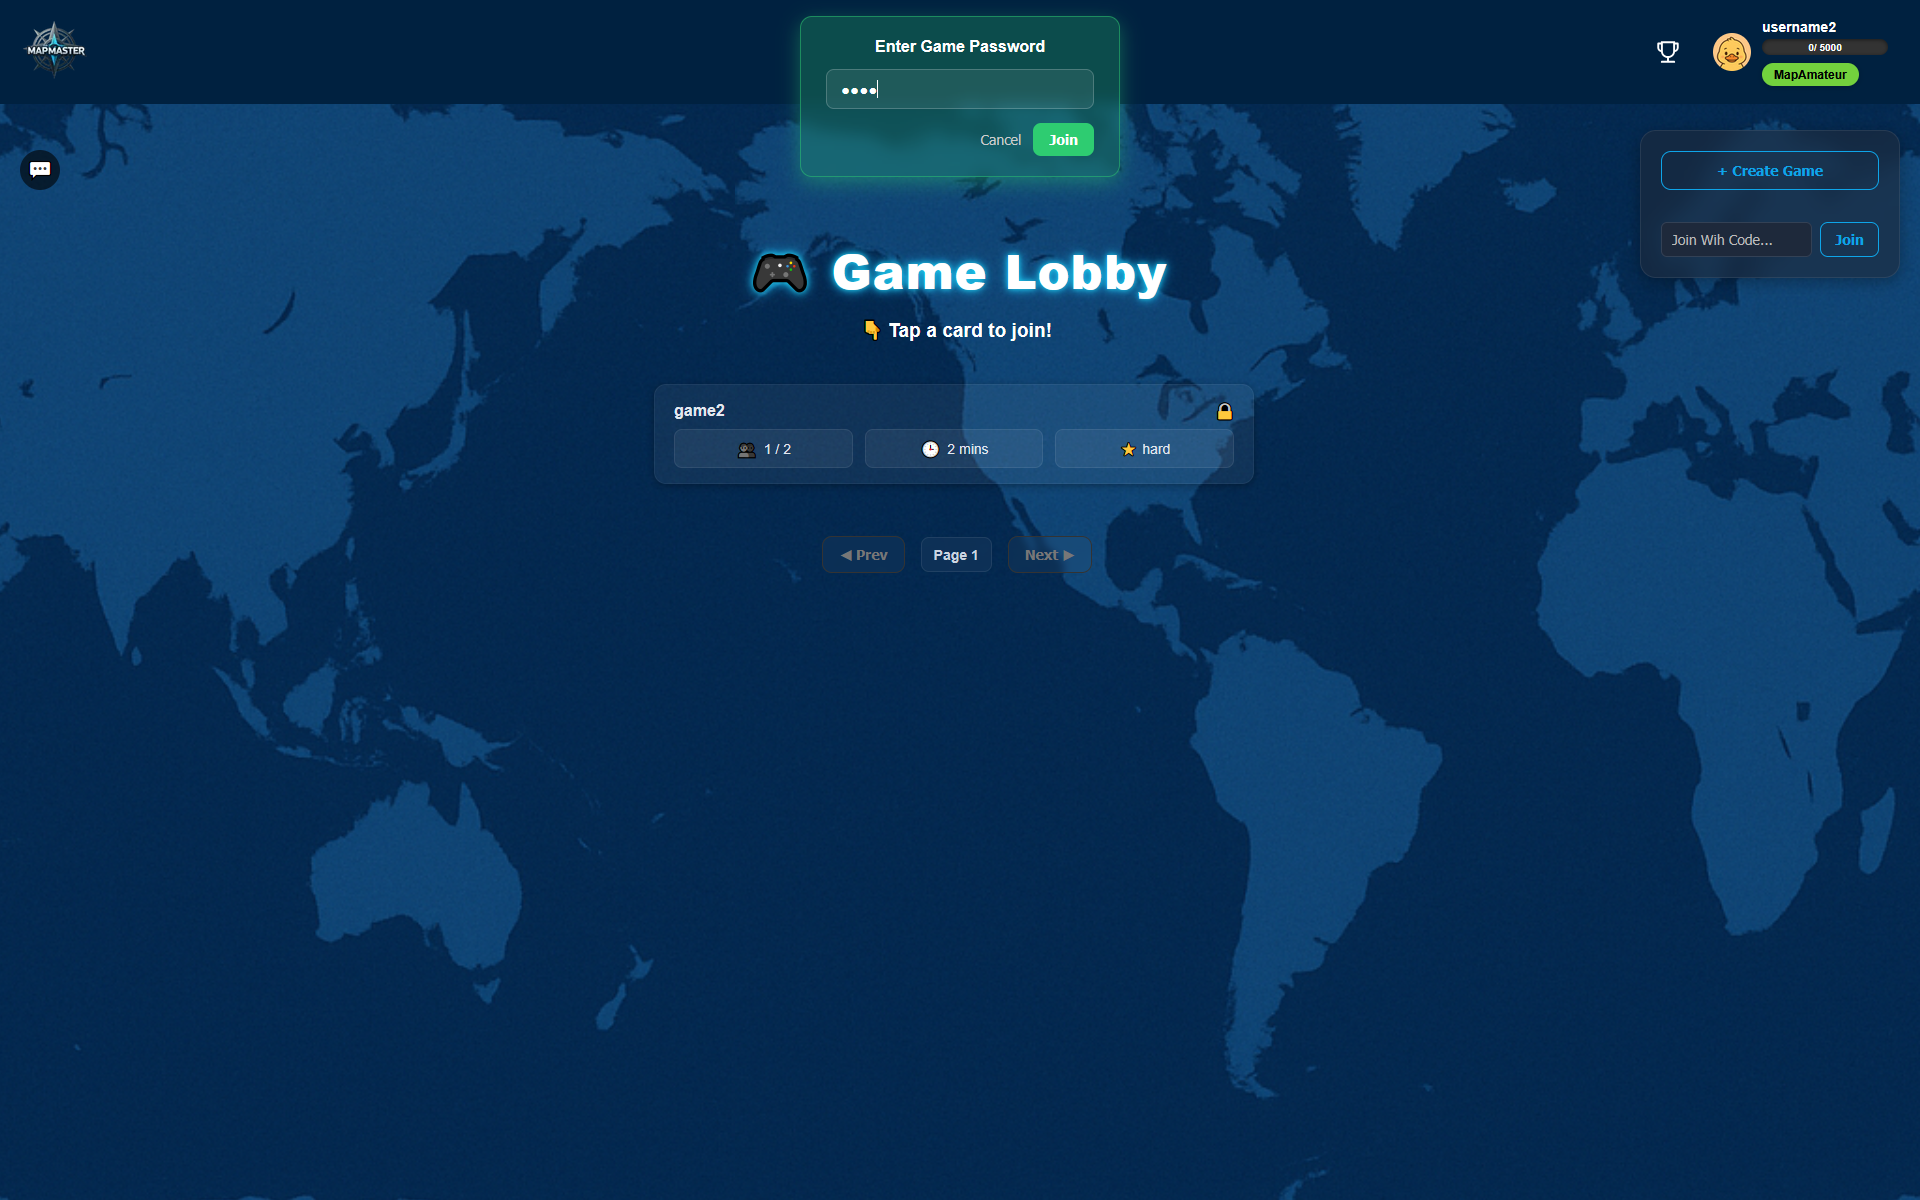 MAPMASTER
Enter Game Password
Cancel
Join
username2
0/ 5000
MapAmateur
+ Create Game
Join Wih Code...
Join
Game Lobby
Tap a card to join!
game2
1 / 2
2 mins
hard
◀ Prev
Page 1
Next ▶